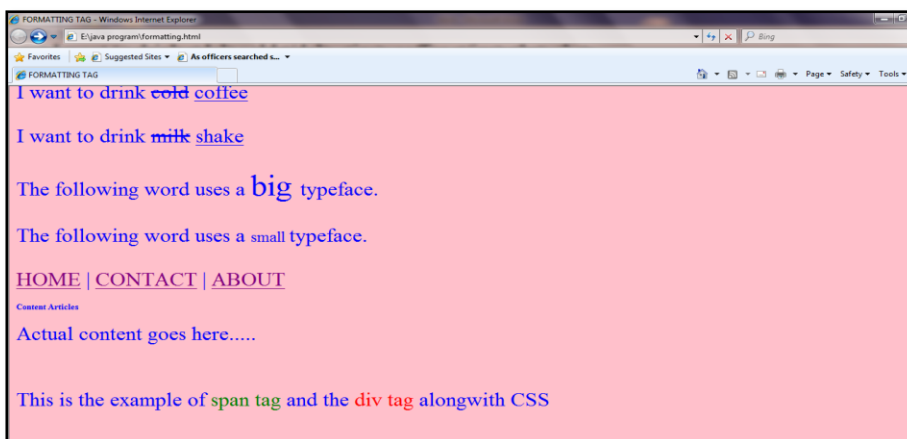 FORMATTING TAG - Windows Internet Explorer
E:\java program\formatting.html
Bing
Favorites Suggested Sites As officers searched s...
FORMATTING TAG Page Safety Tools
I want to drink cold coffee
I want to drink milk shake
The following word uses a big typeface.
The following word uses a small typeface.
HOME | CONTACT | ABOUT
Content Articles
Actual content goes here.....
This is the example of span tag and the div tag alongwith CSS